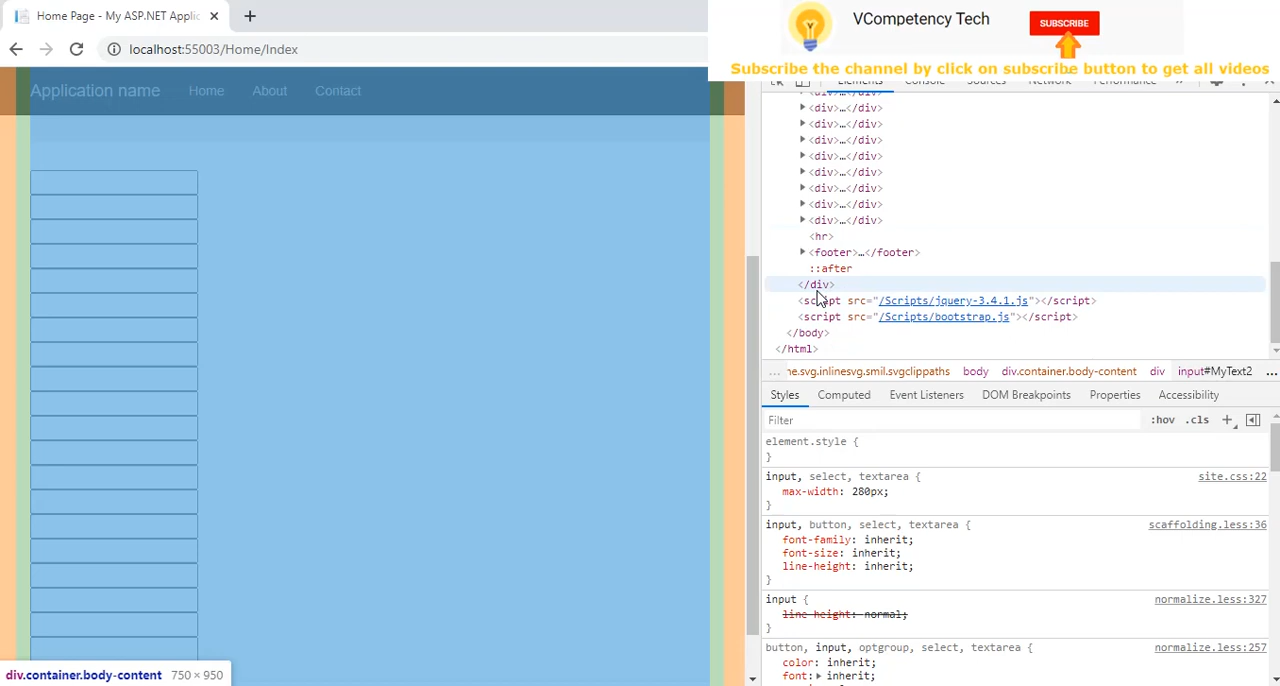 Home Page - My ASP.NET Applic
localhost:55003/Home/Index
VCompetency Tech
SUBSCRIBE
Subscribe the channel by click on subscribe button to get all videos
Application name Home About Contact
Elements Console Sources Network Performance »
<div>…</div>
<div>…</div>
<div>…</div>
<div>…</div>
<div>…</div>
<div>…</div>
<div>…</div>
<div>…</div>
<div>…</div>
<hr>
<footer>…</footer>
::after
</div>
<script src="/Scripts/jquery-3.4.1.js"></script>
<script src="/Scripts/bootstrap.js"></script>
</body>
</html>
... ne.svg.inlinesvg.smil.svgclippaths body div.container.body-content div input#MyText2 ...
Styles Computed Event Listeners DOM Breakpoints Properties Accessibility
Filter :hov .cls +
element.style {
}
input, select, textarea { site.css:22
max-width: 280px;
}
input, button, select, textarea { scaffolding.less:36
font-family: inherit;
font-size: inherit;
line-height: inherit;
}
input { normalize.less:327
line-height: normal;
}
button, input, optgroup, select, textarea { normalize.less:257
color: inherit;
font: inherit;
div.container.body-content 750 × 950